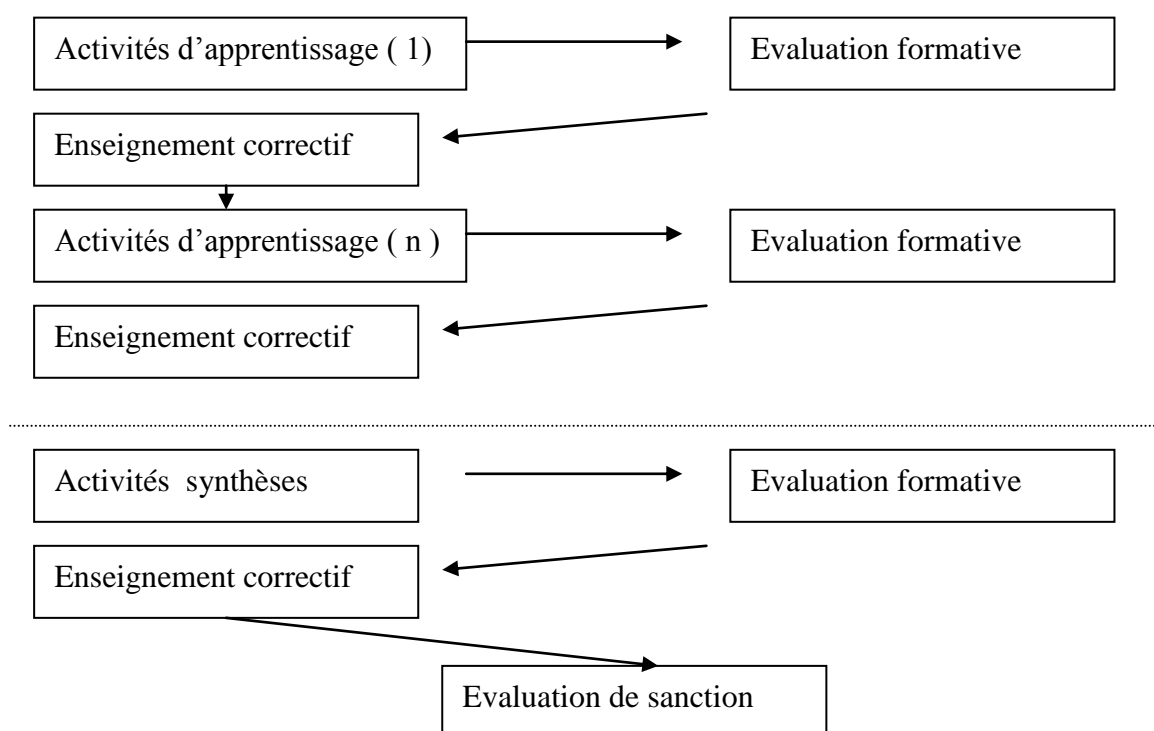 Activités d’apprentissage ( 1)
Evaluation formative
Enseignement correctif
Activités d’apprentissage ( n )
Evaluation formative
Enseignement correctif
Activités  synthèses
Evaluation formative
Enseignement correctif
Evaluation de sanction